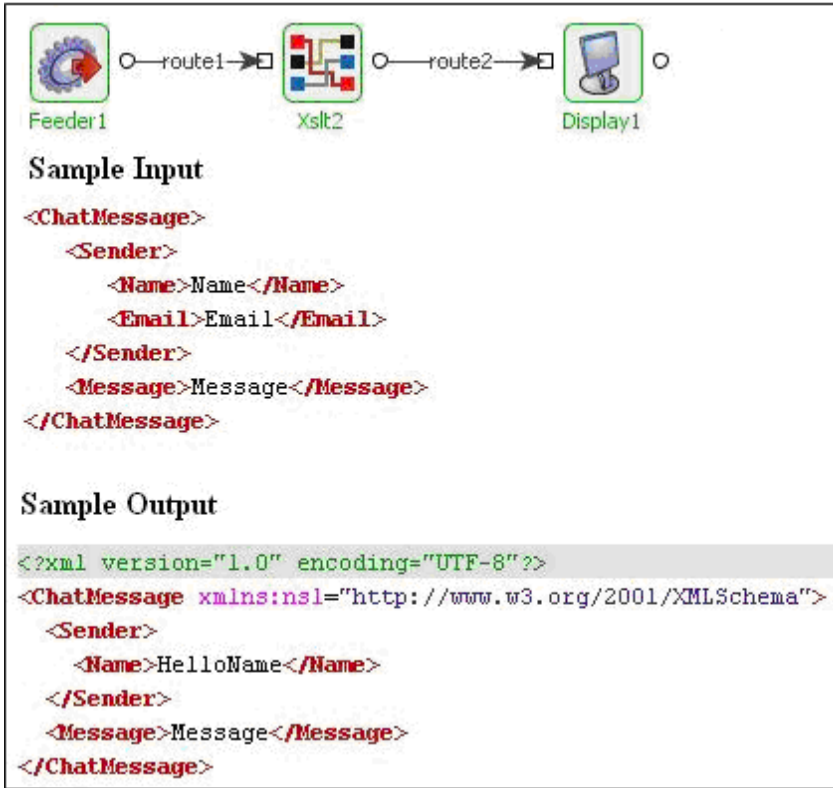 route1 route2
Feeder1 Xslt2 Display1
Sample Input
<ChatMessage>
<Sender>
<Name>Name</Name>
<Email>Email</Email>
</Sender>
<Message>Message</Message>
</ChatMessage>
Sample Output
<?xml version="1.0" encoding="UTF-8"?>
<ChatMessage xmlns:ns1="http://www.w3.org/2001/XMLSchema">
<Sender>
<Name>HelloName</Name>
</Sender>
<Message>Message</Message>
</ChatMessage>